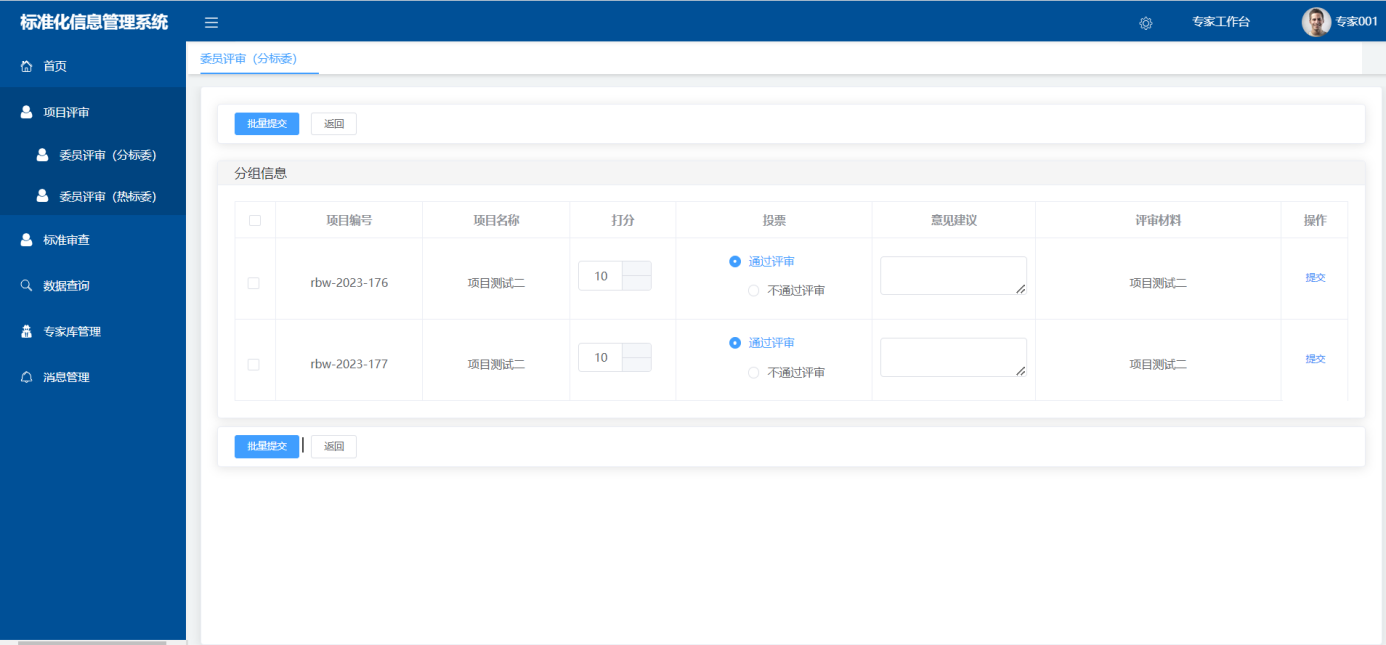 标准化信息管理系统
专家工作台
专家001
首页
项目评审
委员评审（分标委）
委员评审（热标委）
标准审查
数据查询
专家库管理
消息管理
委员评审（分标委）
批量提交 返回
分组信息
项目编号 项目名称 打分 投票 意见建议 评审材料 操作
rbw-2023-176 项目测试二 10 通过评审 项目测试二 提交
不通过评审
rbw-2023-177 项目测试二 10 通过评审 项目测试二 提交
不通过评审
批量提交 返回